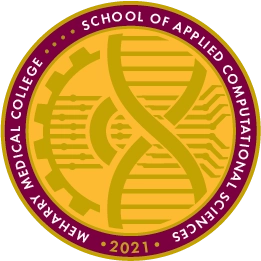 MEHARRY MEDICAL COLLEGE
SCHOOL OF APPLIED COMPUTATIONAL SCIENCES
2021